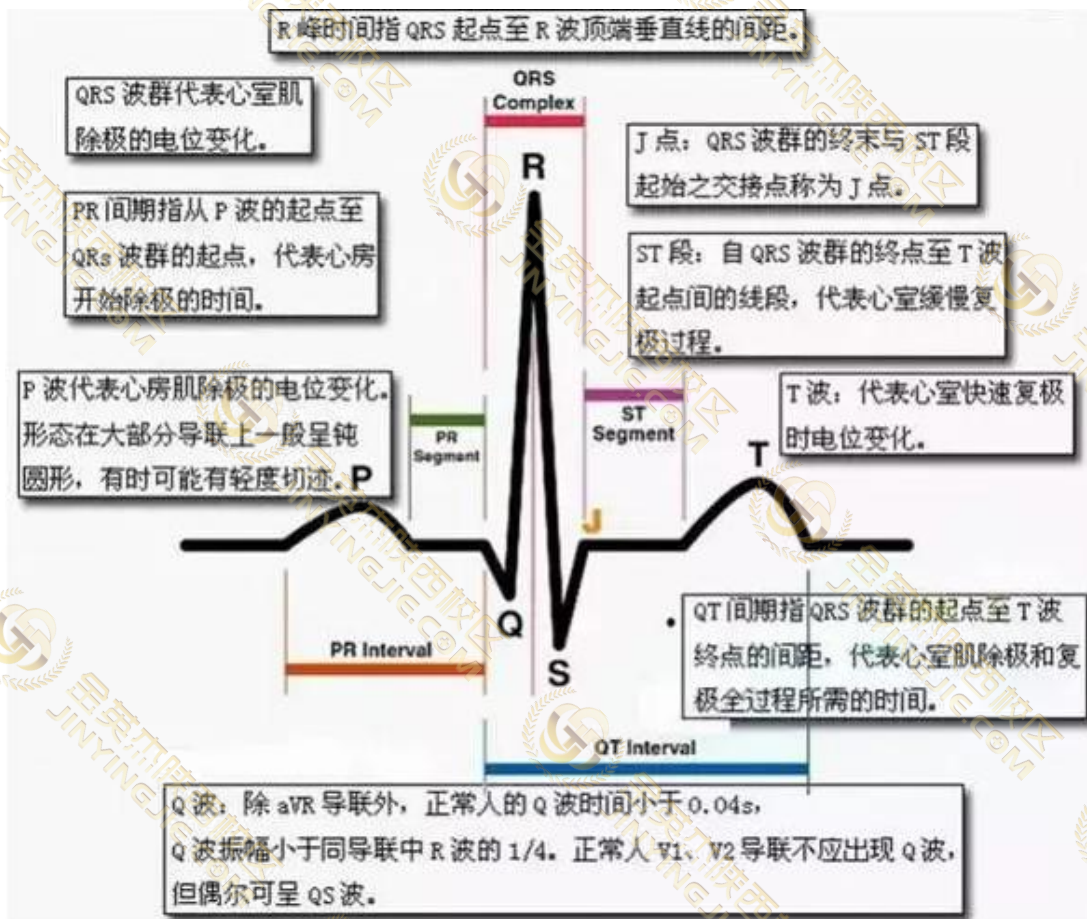 R 峰时间指 QRS 起点至 R 波顶端垂直线的间距。
QRS
Complex
QRS 波群代表心室肌
除极的电位变化。
R
J 点：QRS 波群的终末与 ST 段
起始之交接点称为 J 点。
PR 间期指从 P 波的起点至
QRs 波群的起点，代表心房
开始除极的时间。
ST 段：自 QRS 波群的终点至 T 波
起点间的线段，代表心室缓慢复
极过程。
P 波代表心房肌除极的电位变化。
形态在大部分导联上一般呈钝
圆形，有时可能有轻度切迹。
P
PR
Segment
ST
Segment
T 波：代表心室快速复极
时电位变化。
T
J
Q
S
PR Interval
QT 间期指 QRS 波群的起点至 T 波
终点的间距，代表心室肌除极和复
极全过程所需的时间。
QT Interval
Q 波：除 aVR 导联外，正常人的 Q 波时间小于 0.04s，
Q 波振幅小于同导联中 R 波的 1/4。正常人 V1、V2 导联不应出现 Q 波，
但偶尔可呈 QS 波。
金英杰陕西校区
JINYINGJIE.COM